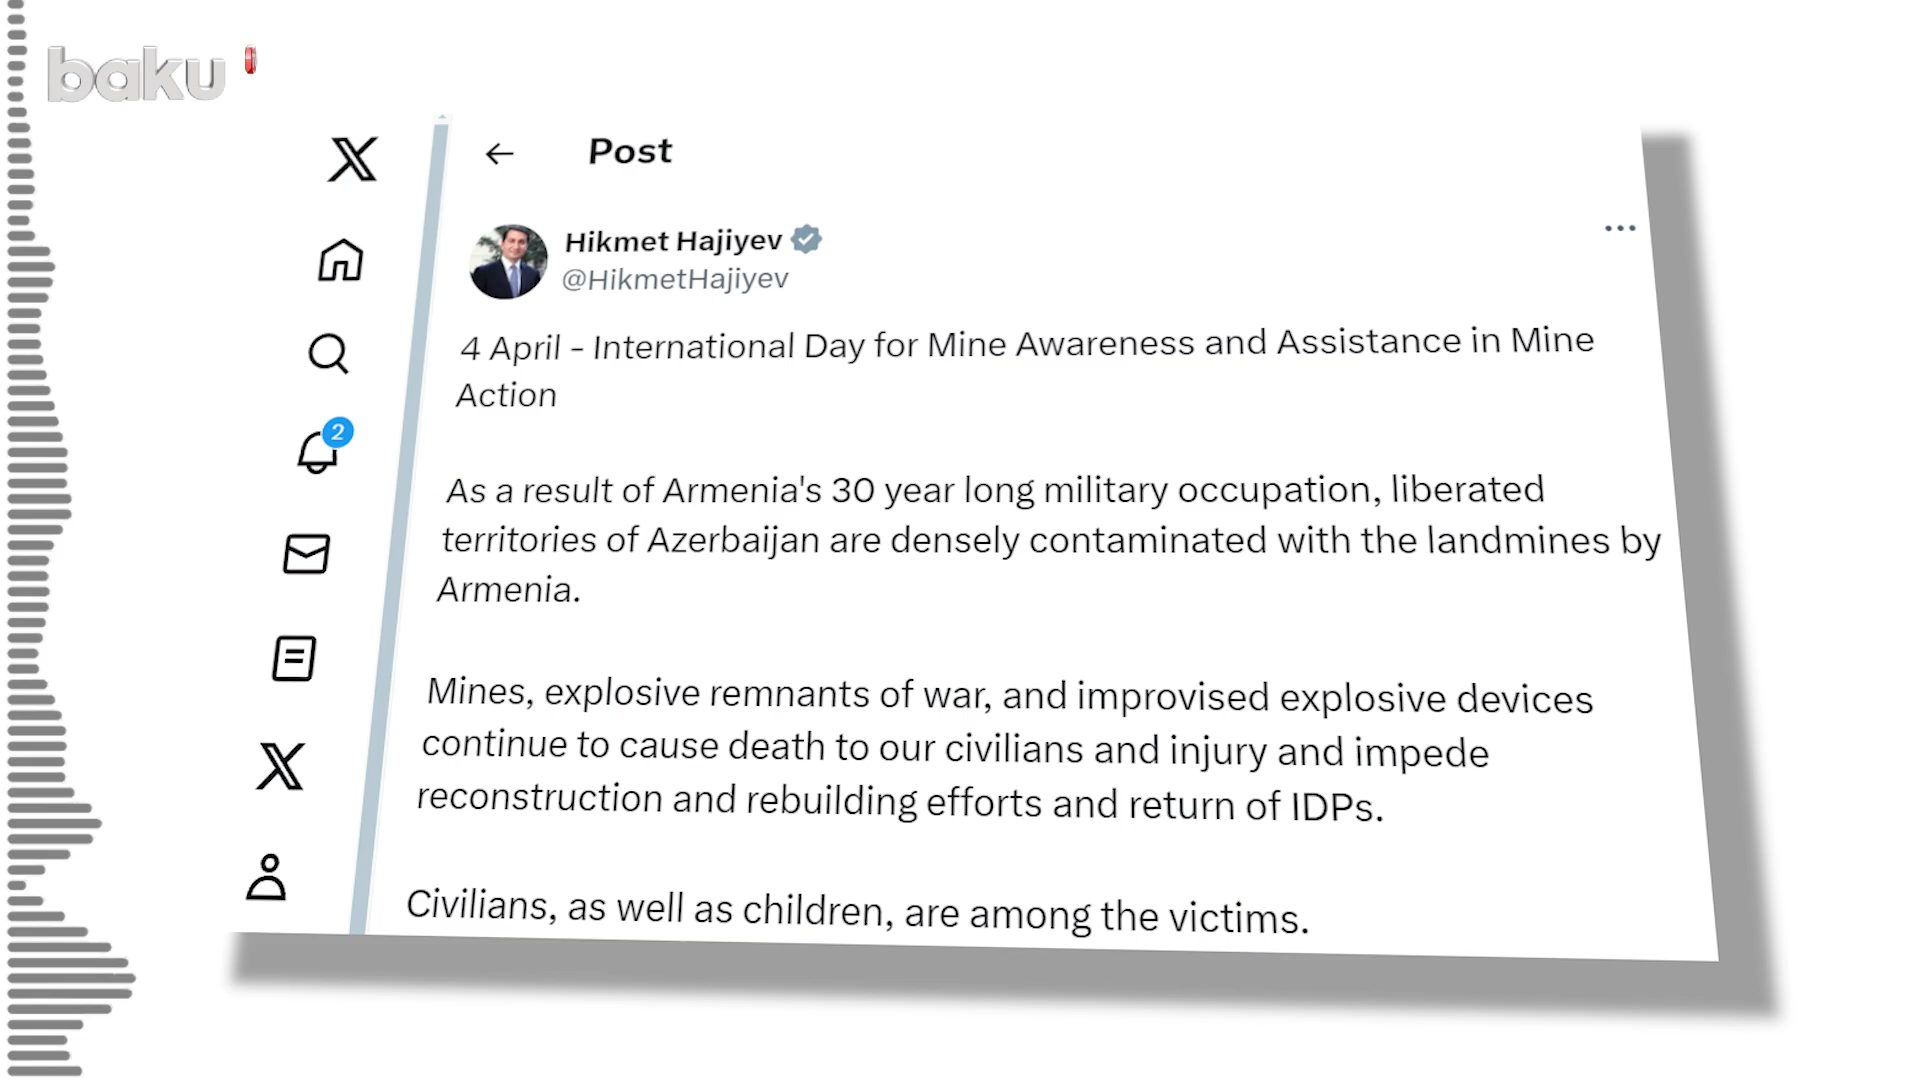 baku
Post
Hikmet Hajiyev
@HikmetHajiyev
4 April - International Day for Mine Awareness and Assistance in Mine
Action
2
As a result of Armenia's 30 year long military occupation, liberated
territories of Azerbaijan are densely contaminated with the landmines by
Armenia.
Mines, explosive remnants of war, and improvised explosive devices
continue to cause death to our civilians and injury and impede
reconstruction and rebuilding efforts and return of IDPs.
Civilians, as well as children, are among the victims.